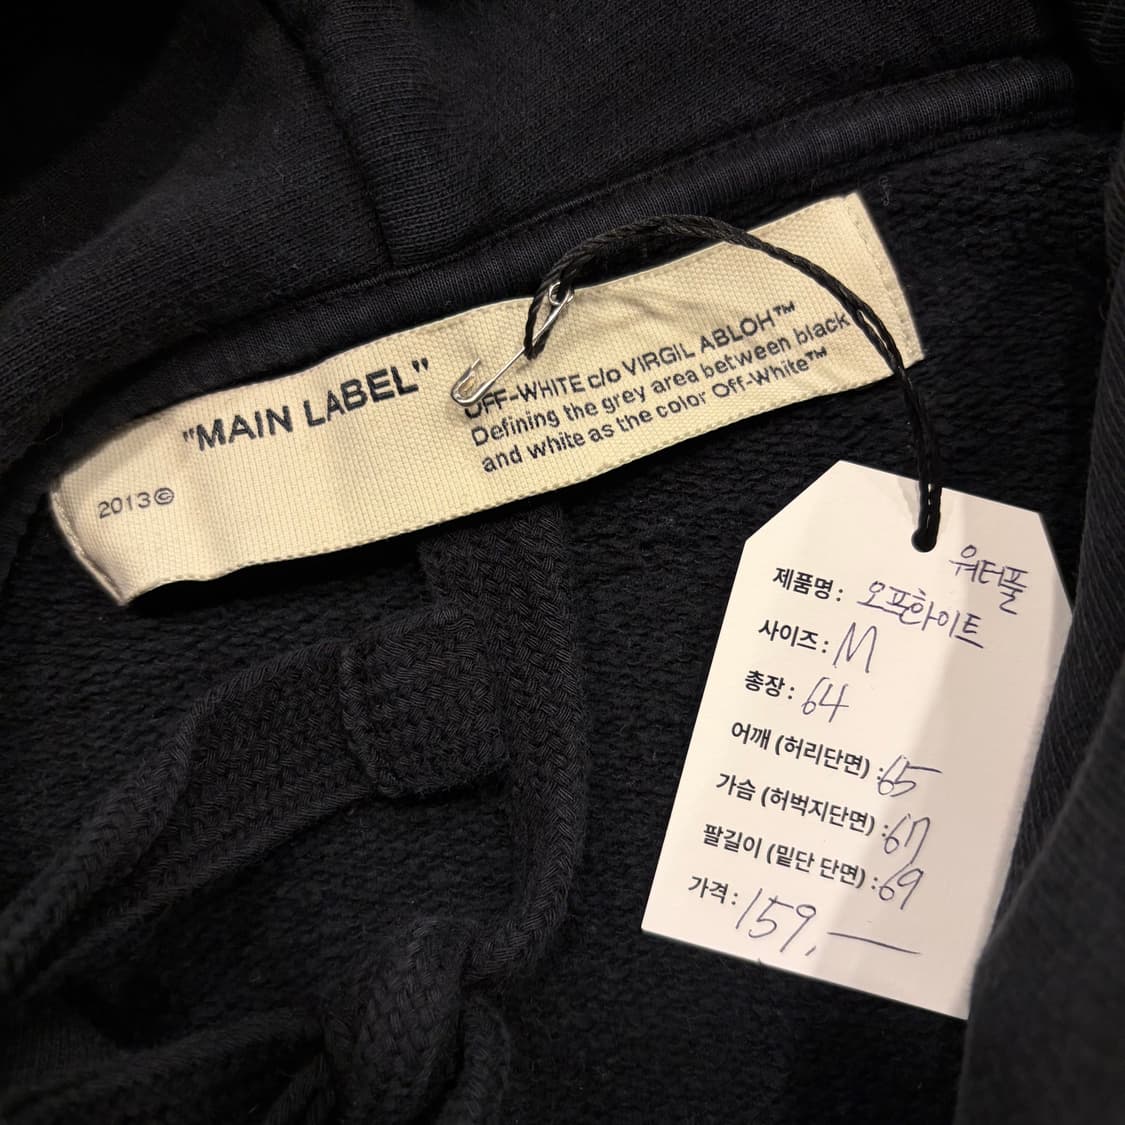 "MAIN LABEL"
2013©
OFF-WHITE c/o VIRGIL ABLOH™
Defining the grey area between black
and white as the color Off-White™
워터풀
제품명: 오프화이트
사이즈: M
총장: 64
어깨 (허리단면) : 65
가슴 (허벅지단면) : 67
팔길이 (밑단 단면) : 69
가격: 159,—